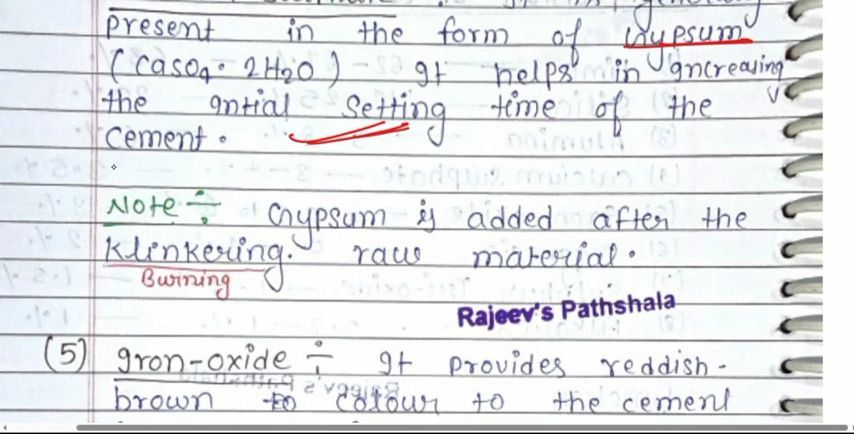 present in the form of Gypsum
(CaSO4·2H2O) It helps in Increasing
the Intial Setting time of the
cement.
Note ÷ Gypsum is added after the
Klinkering. raw material.
Burning
Rajeev's Pathshala
(5) Iron-oxide ÷ It provides reddish-
brown to colour to the cement